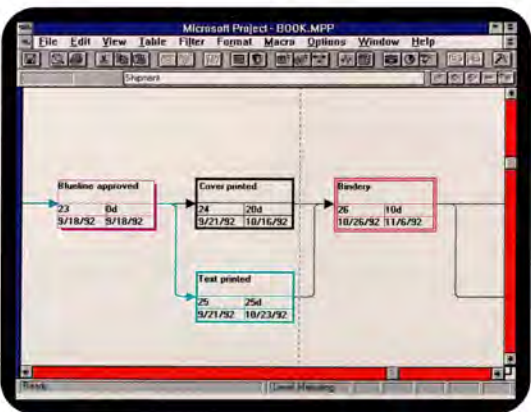 Microsoft Project - BOOK.MPP
File Edit View Table Filter Format Macro Options Window Help
Shipment
Blueline approved
23 0d
9/18/92 9/18/92
Cover printed
24 20d
9/21/92 10/16/92
Bindery
26 10d
10/26/92 11/6/92
Text printed
25 25d
9/21/92 10/23/92
Ready